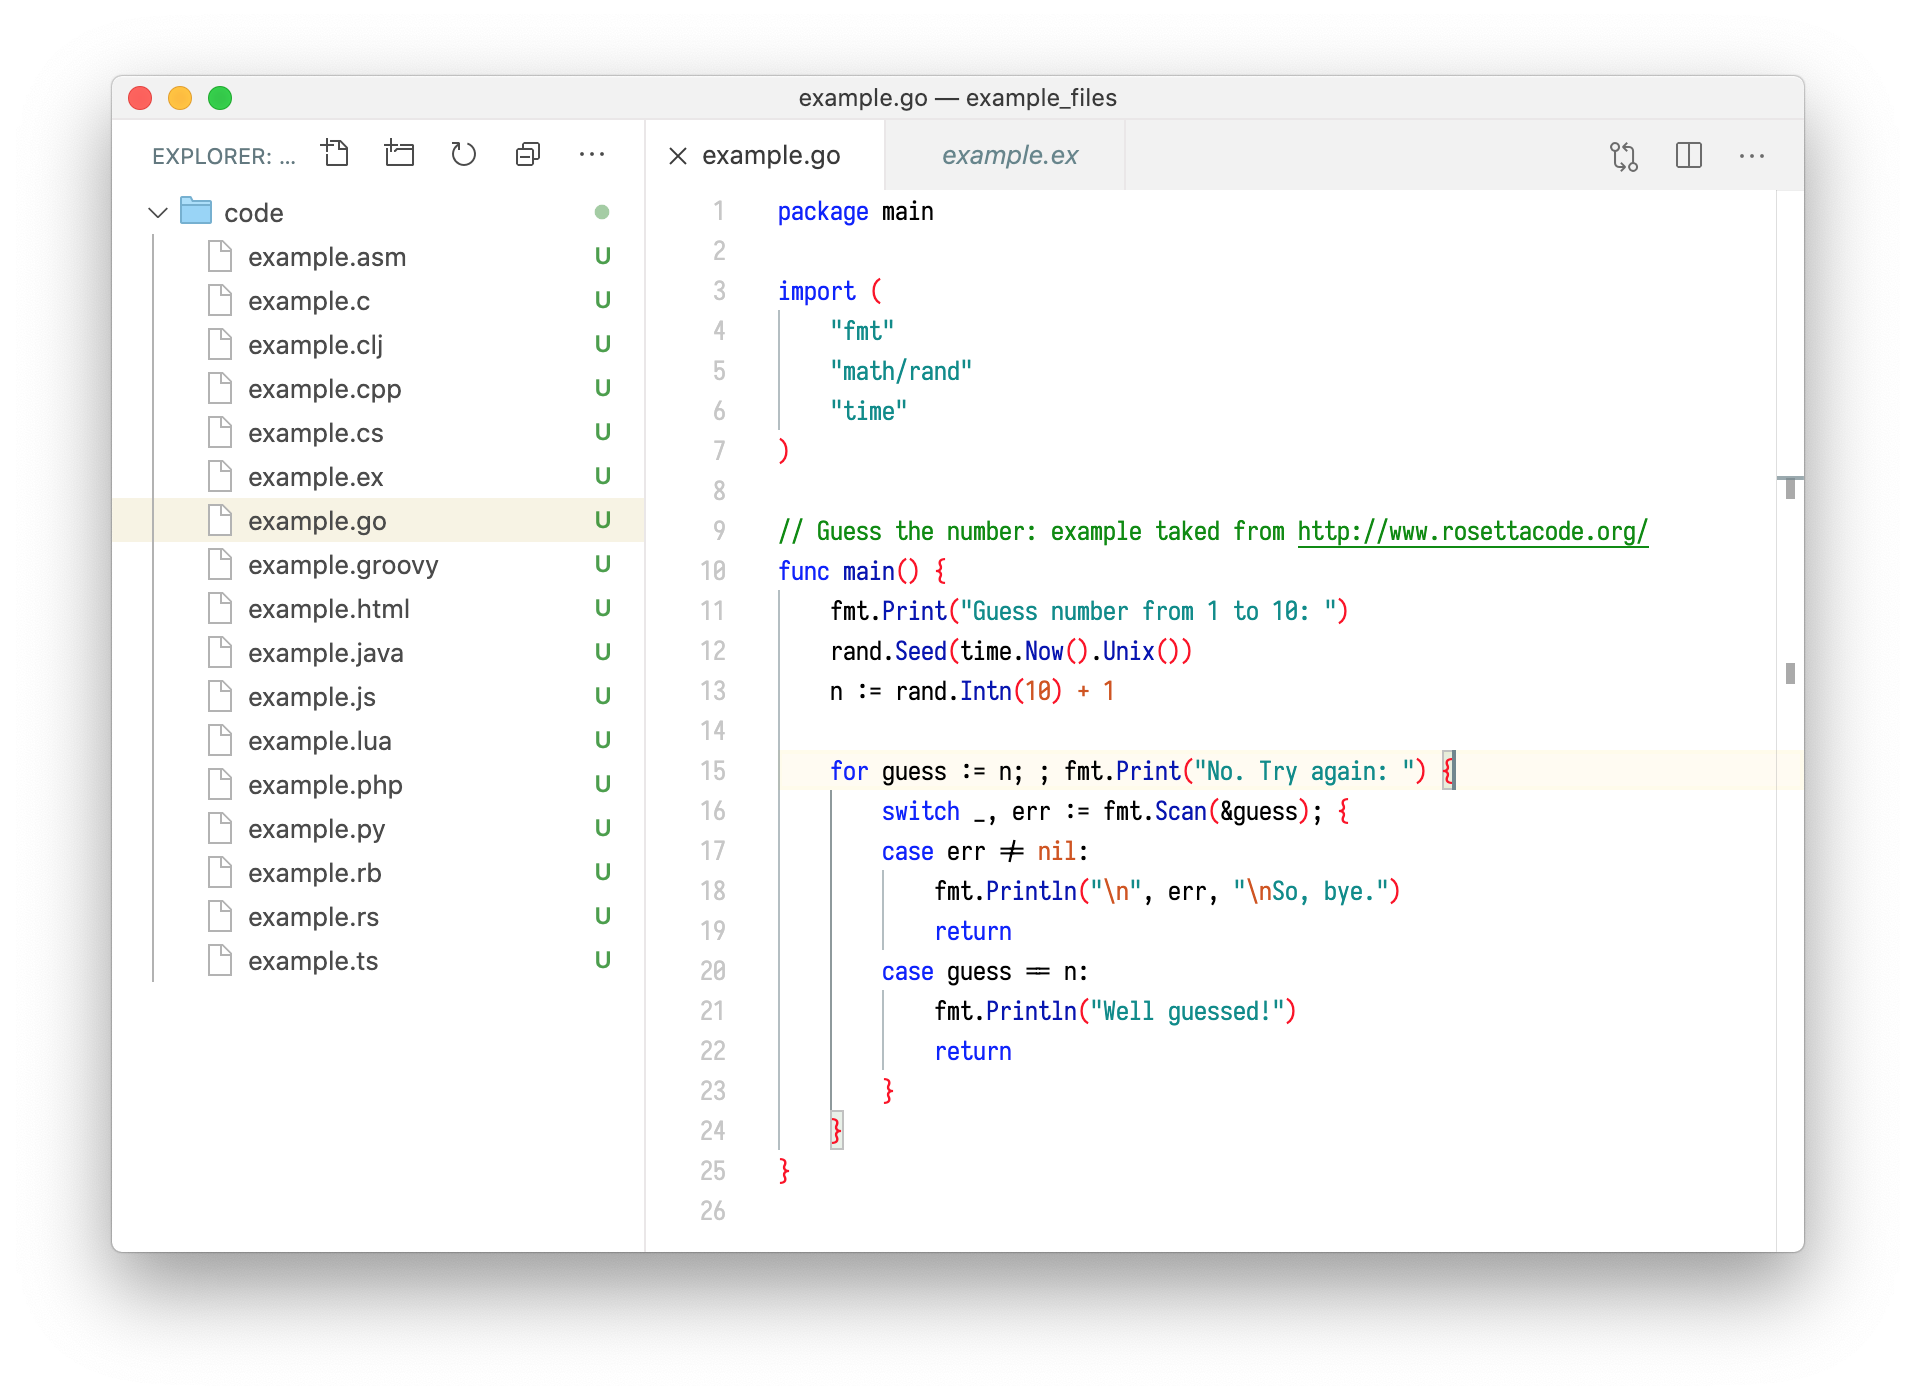 example.go — example_files
EXPLORER: ...
code
example.asm U
example.c U
example.clj U
example.cpp U
example.cs U
example.ex U
example.go U
example.groovy U
example.html U
example.java U
example.js U
example.lua U
example.php U
example.py U
example.rb U
example.rs U
example.ts U
example.go
example.ex
1 package main
2
3 import (
4     "fmt"
5     "math/rand"
6     "time"
7 )
8
9 // Guess the number: example taked from http://www.rosettacode.org/
10 func main() {
11     fmt.Print("Guess number from 1 to 10: ")
12     rand.Seed(time.Now().Unix())
13     n := rand.Intn(10) + 1
14
15     for guess := n; ; fmt.Print("No. Try again: ") {
16         switch _, err := fmt.Scan(&guess); {
17         case err != nil:
18             fmt.Println("\n", err, "\nSo, bye.")
19             return
20         case guess == n:
21             fmt.Println("Well guessed!")
22             return
23         }
24     }
25 }
26